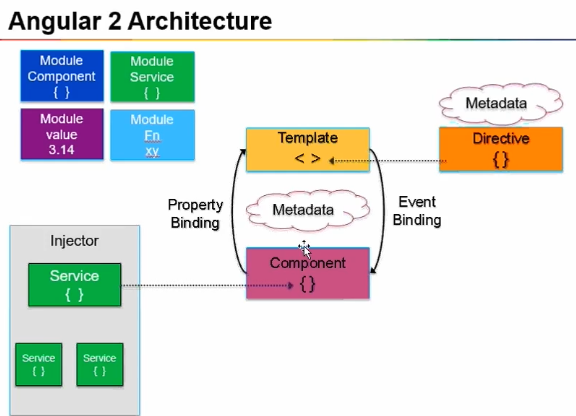 Angular 2 Architecture
Module
Component
{ }
Module
Service
{ }
Module
value
3.14
Module
Fn
xy
Metadata
Directive
{}
Template
< >
Property
Binding
Metadata
Event
Binding
Component
{}
Injector
Service
{ }
Service
{ }
Service
{ }